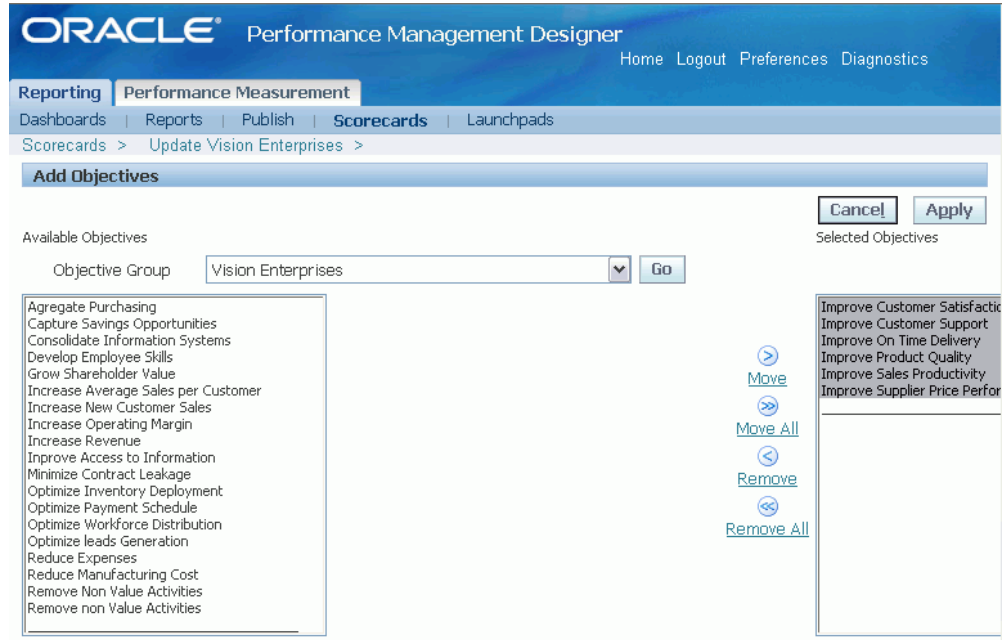 ORACLE® Performance Management Designer
Home Logout Preferences Diagnostics
Reporting Performance Measurement
Dashboards | Reports | Publish | Scorecards | Launchpads
Scorecards > Update Vision Enterprises >
Add Objectives
Cancel Apply
Available Objectives
Selected Objectives
Objective Group Vision Enterprises Go
Agregate Purchasing
Capture Savings Opportunities
Consolidate Information Systems
Develop Employee Skills
Grow Shareholder Value
Increase Average Sales per Customer
Increase New Customer Sales
Increase Operating Margin
Increase Revenue
Inprove Access to Information
Minimize Contract Leakage
Optimize Inventory Deployment
Optimize Payment Schedule
Optimize Workforce Distribution
Optimize leads Generation
Reduce Expenses
Reduce Manufacturing Cost
Remove Non Value Activities
Remove non Value Activities
Move
Move All
Remove
Remove All
Improve Customer Satisfactio
Improve Customer Support
Improve On Time Delivery
Improve Product Quality
Improve Sales Productivity
Improve Supplier Price Perfor